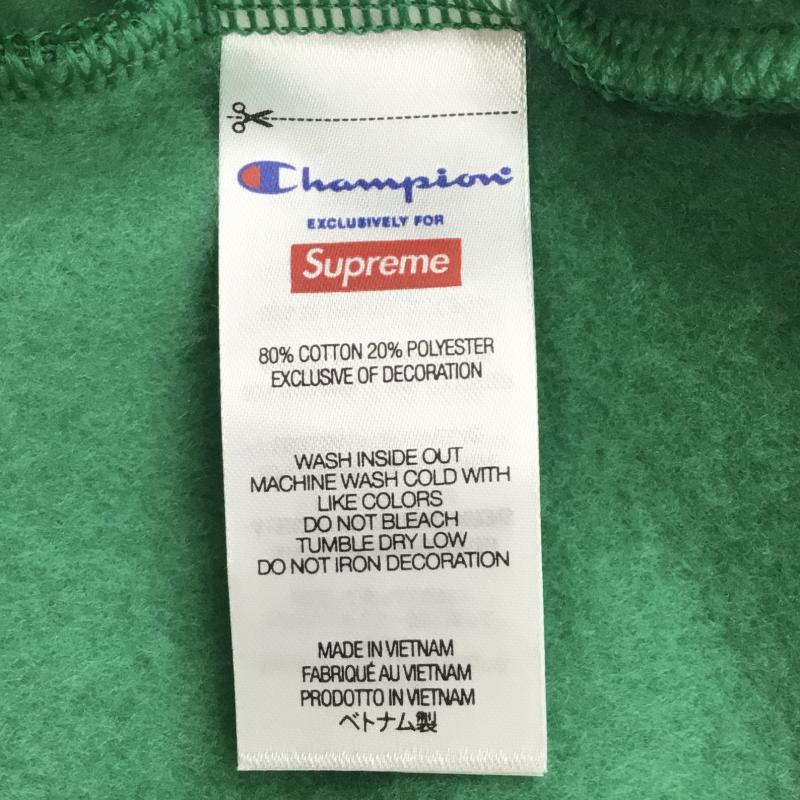 Champion
EXCLUSIVELY FOR
Supreme
80% COTTON 20% POLYESTER
EXCLUSIVE OF DECORATION
WASH INSIDE OUT
MACHINE WASH COLD WITH
LIKE COLORS
DO NOT BLEACH
TUMBLE DRY LOW
DO NOT IRON DECORATION
MADE IN VIETNAM
FABRIQUÉ AU VIETNAM
PRODOTTO IN VIETNAM
ベトナム製